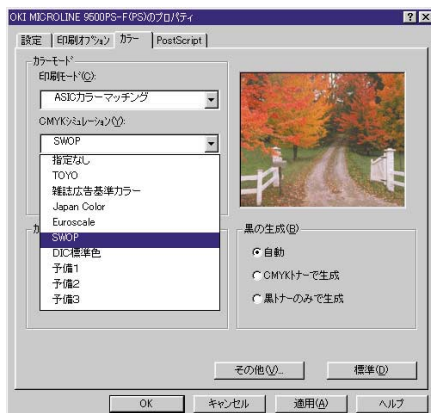 OKI MICROLINE 9500PS-F(PS)のプロパティ
設定 印刷オプション カラー PostScript
カラーモード
印刷モード(C):
ASICカラーマッチング
CMYKシミュレーション(Y):
SWOP
指定なし
TOYO
雑誌広告基準カラー
Japan Color
Euroscale
SWOP
DIC標準色
予備1
予備2
予備3
黒の生成(B)
自動
CMYKトナーで生成
黒トナーのみで生成
その他(V)... 標準(D)
OK キャンセル 適用(A) ヘルプ